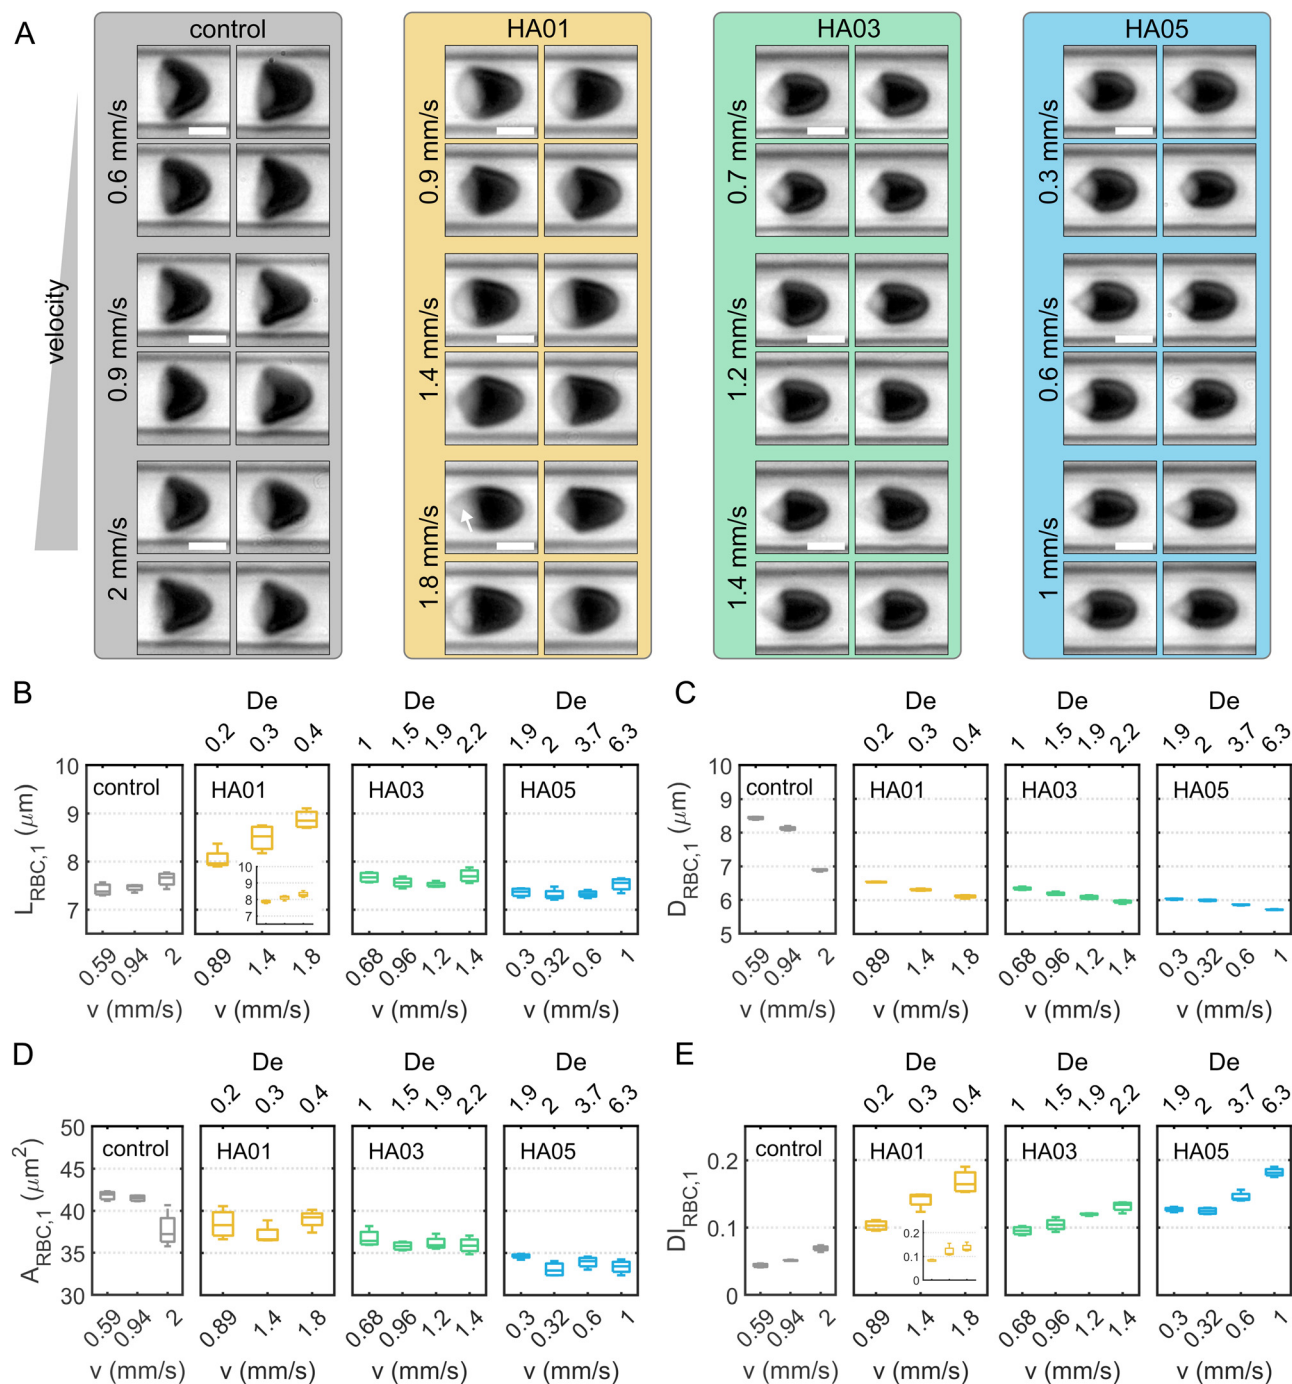 A
control
HA01
HA03
HA05
velocity
0.6 mm/s
0.9 mm/s
2 mm/s
0.9 mm/s
1.4 mm/s
1.8 mm/s
0.7 mm/s
1.2 mm/s
1.4 mm/s
0.3 mm/s
0.6 mm/s
1 mm/s
B
De
De
De
0.2 0.3 0.4
1 1.5 1.9 2.2
1.9 2 3.7 6.3
L_RBC,1 (μm)
10
9
8
7
control
HA01
HA03
HA05
10
9
8
7
0.59 0.94 2
0.89 1.4 1.8
0.68 0.96 1.2 1.4
0.3 0.32 0.6 1
v (mm/s)
v (mm/s)
v (mm/s)
v (mm/s)
C
De
De
De
0.2 0.3 0.4
1 1.5 1.9 2.2
1.9 2 3.7 6.3
D_RBC,1 (μm)
10
9
8
7
6
5
control
HA01
HA03
HA05
0.59 0.94 2
0.89 1.4 1.8
0.68 0.96 1.2 1.4
0.3 0.32 0.6 1
v (mm/s)
v (mm/s)
v (mm/s)
v (mm/s)
D
De
De
De
0.2 0.3 0.4
1 1.5 1.9 2.2
1.9 2 3.7 6.3
A_RBC,1 (μm²)
50
45
40
35
30
control
HA01
HA03
HA05
0.59 0.94 2
0.89 1.4 1.8
0.68 0.96 1.2 1.4
0.3 0.32 0.6 1
v (mm/s)
v (mm/s)
v (mm/s)
v (mm/s)
E
De
De
De
0.2 0.3 0.4
1 1.5 1.9 2.2
1.9 2 3.7 6.3
DI_RBC,1
0.2
0.1
0
control
HA01
HA03
HA05
0.2
0.1
0
0.59 0.94 2
0.89 1.4 1.8
0.68 0.96 1.2 1.4
0.3 0.32 0.6 1
v (mm/s)
v (mm/s)
v (mm/s)
v (mm/s)